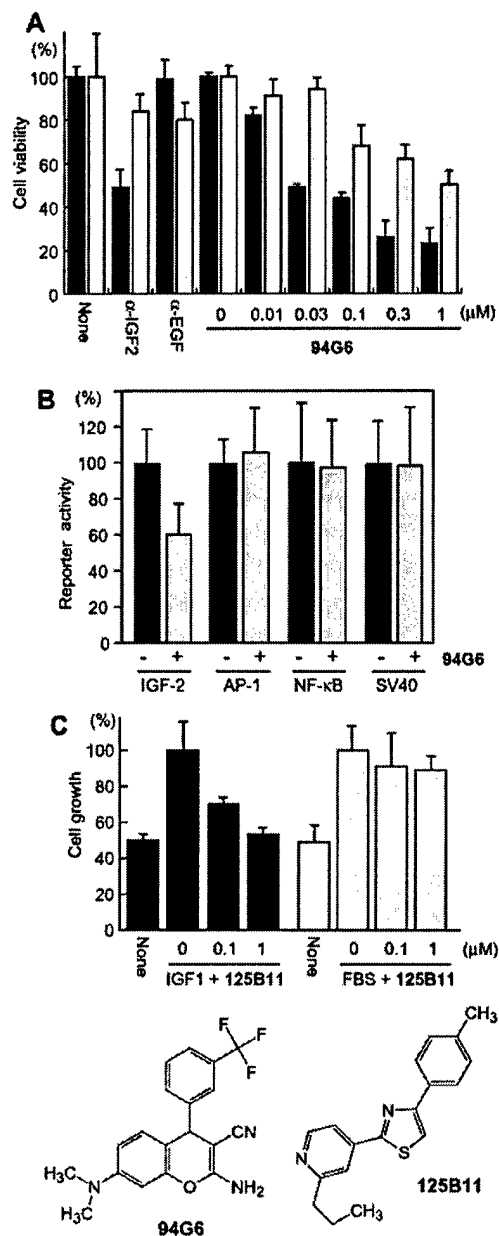 A
(%)
100
80
60
40
20
0
Cell viability
None
α-IGF2
α-EGF
0 0.01 0.03 0.1 0.3 1 (μM)
94G6
B
(%)
120
100
80
60
40
20
0
Reporter activity
- + - + - + - + 94G6
IGF-2 AP-1 NF-κB SV40
C
(%)
100
80
60
40
20
0
Cell growth
None 0 0.1 1 None 0 0.1 1 (μM)
IGF1 + 125B11 FBS + 125B11
F
F
F
CN
H₃C
N
H₃C
O
NH₂
94G6
CH₃
N
S
N
CH₃
125B11